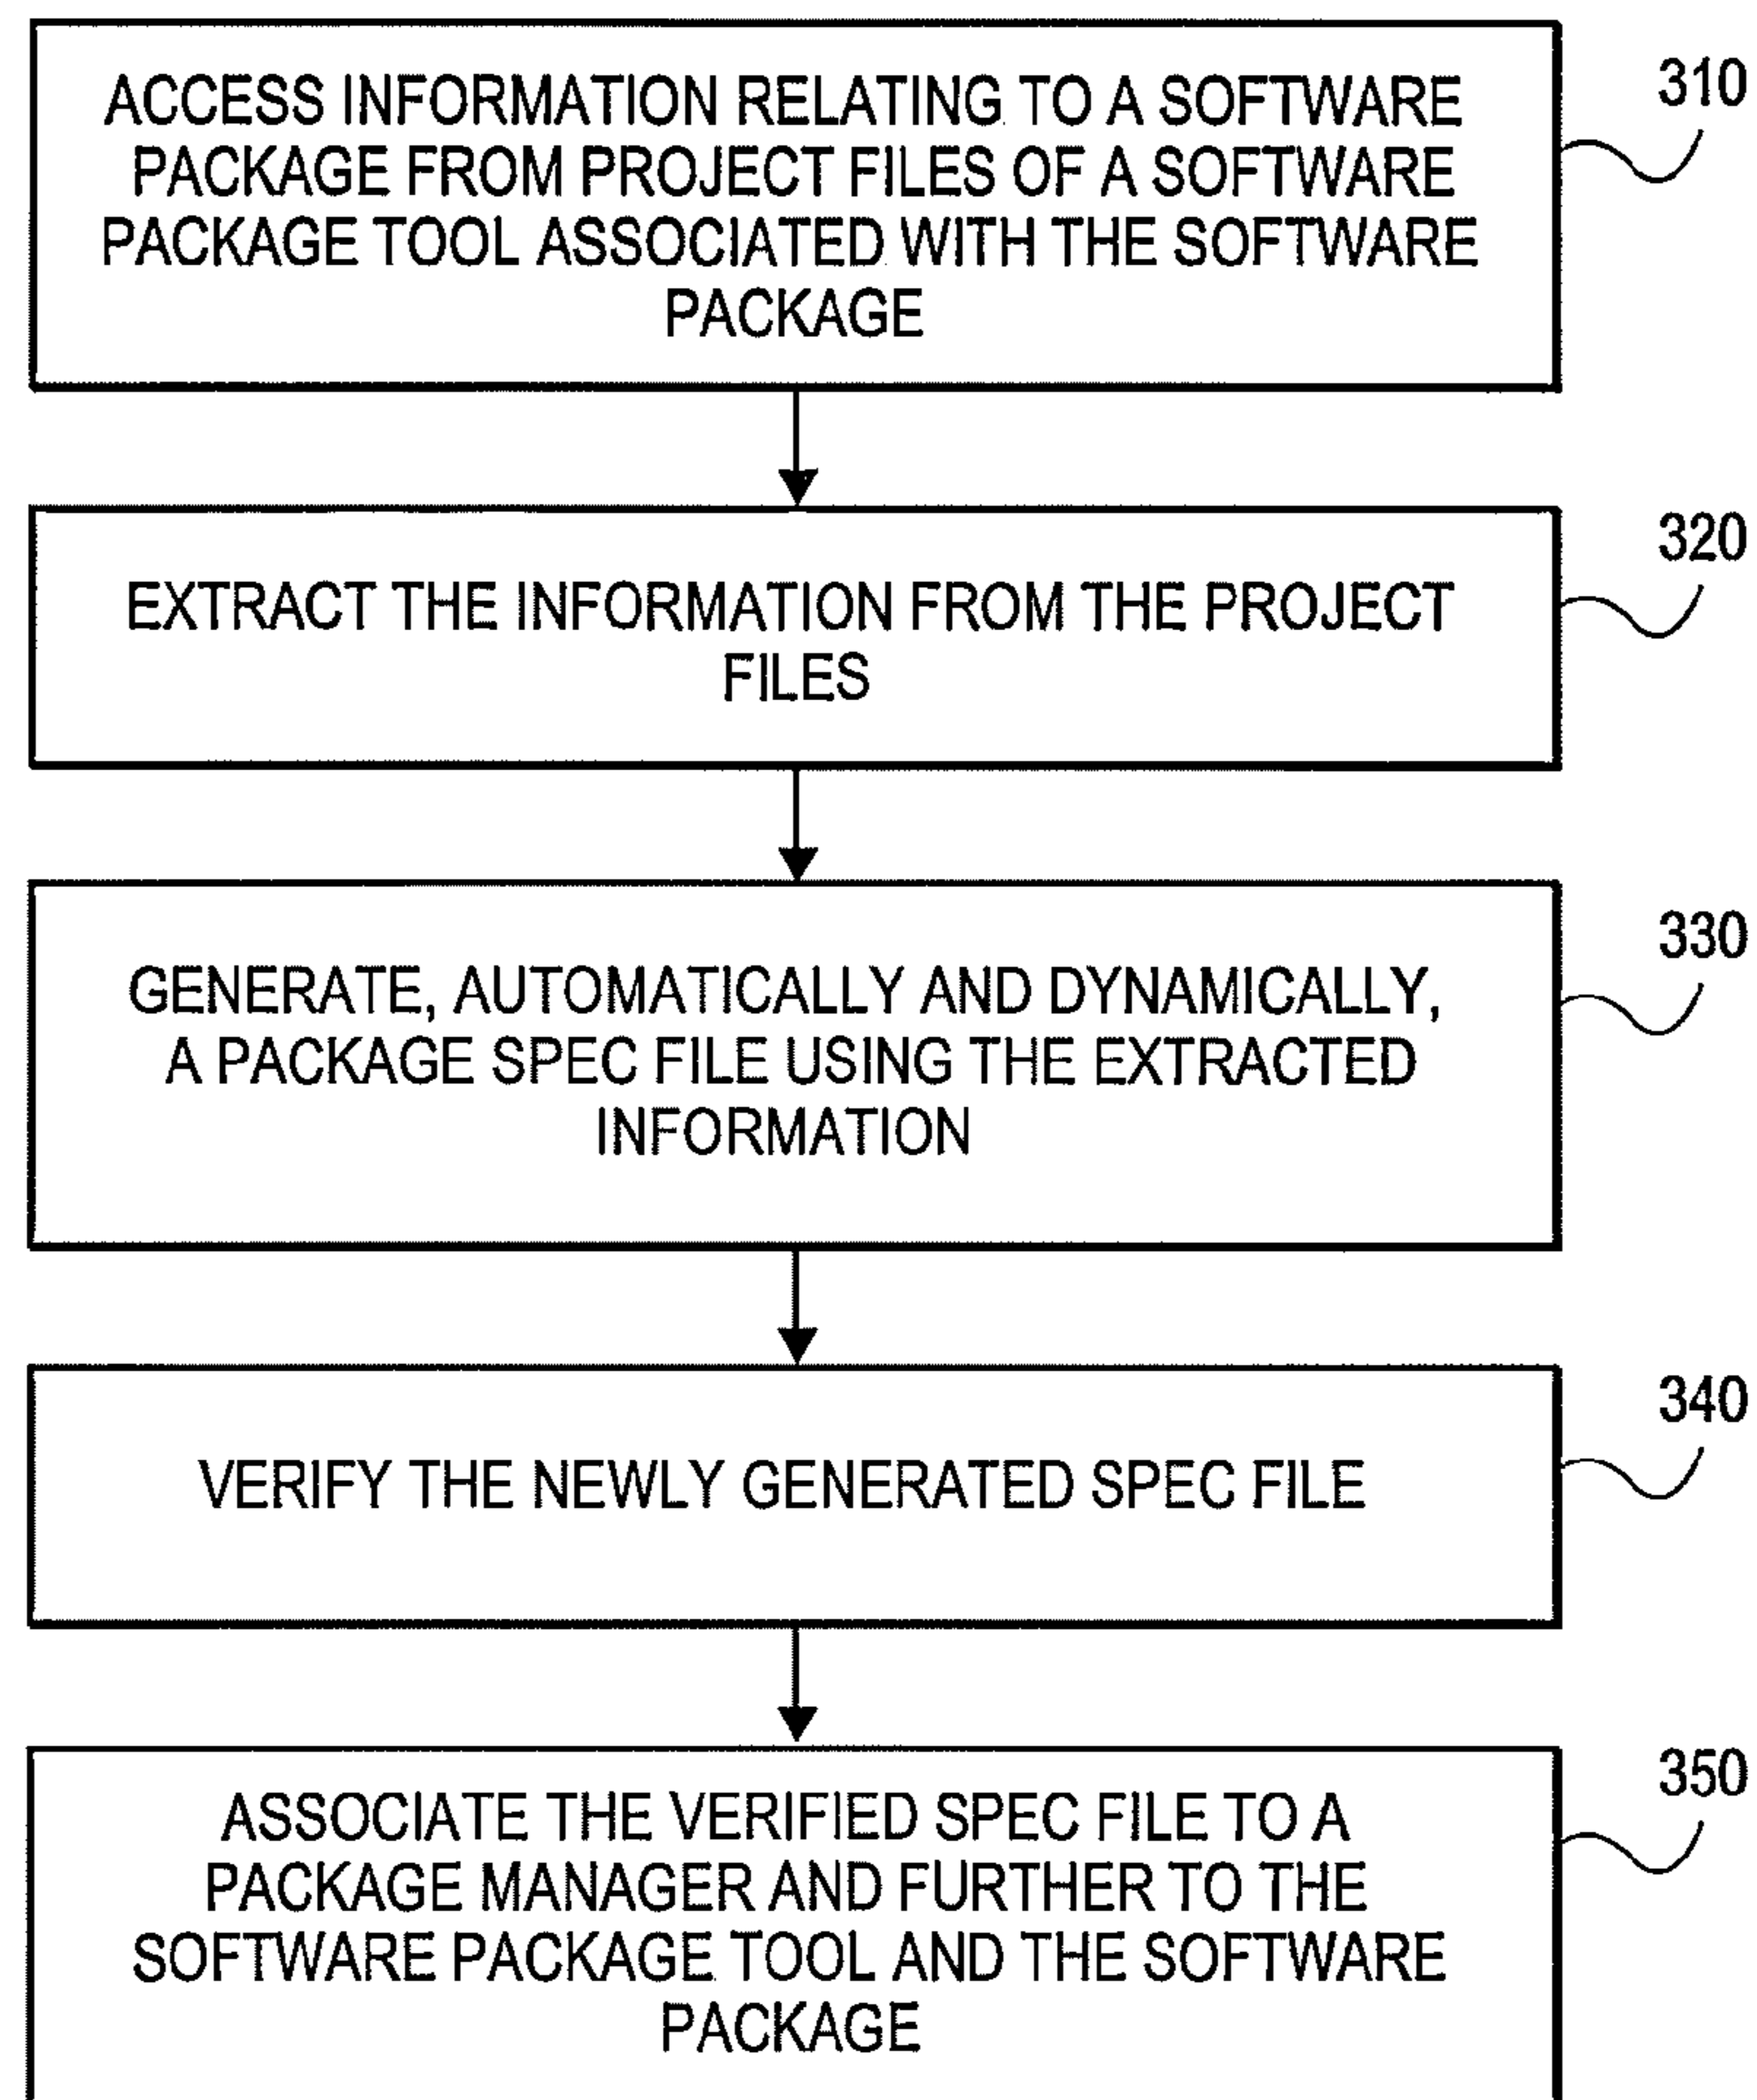 ACCESS INFORMATION RELATING TO A SOFTWARE
PACKAGE FROM PROJECT FILES OF A SOFTWARE
PACKAGE TOOL ASSOCIATED WITH THE SOFTWARE
PACKAGE
310
EXTRACT THE INFORMATION FROM THE PROJECT
FILES
320
GENERATE, AUTOMATICALLY AND DYNAMICALLY,
A PACKAGE SPEC FILE USING THE EXTRACTED
INFORMATION
330
VERIFY THE NEWLY GENERATED SPEC FILE
340
ASSOCIATE THE VERIFIED SPEC FILE TO A
PACKAGE MANAGER AND FURTHER TO THE
SOFTWARE PACKAGE TOOL AND THE SOFTWARE
PACKAGE
350